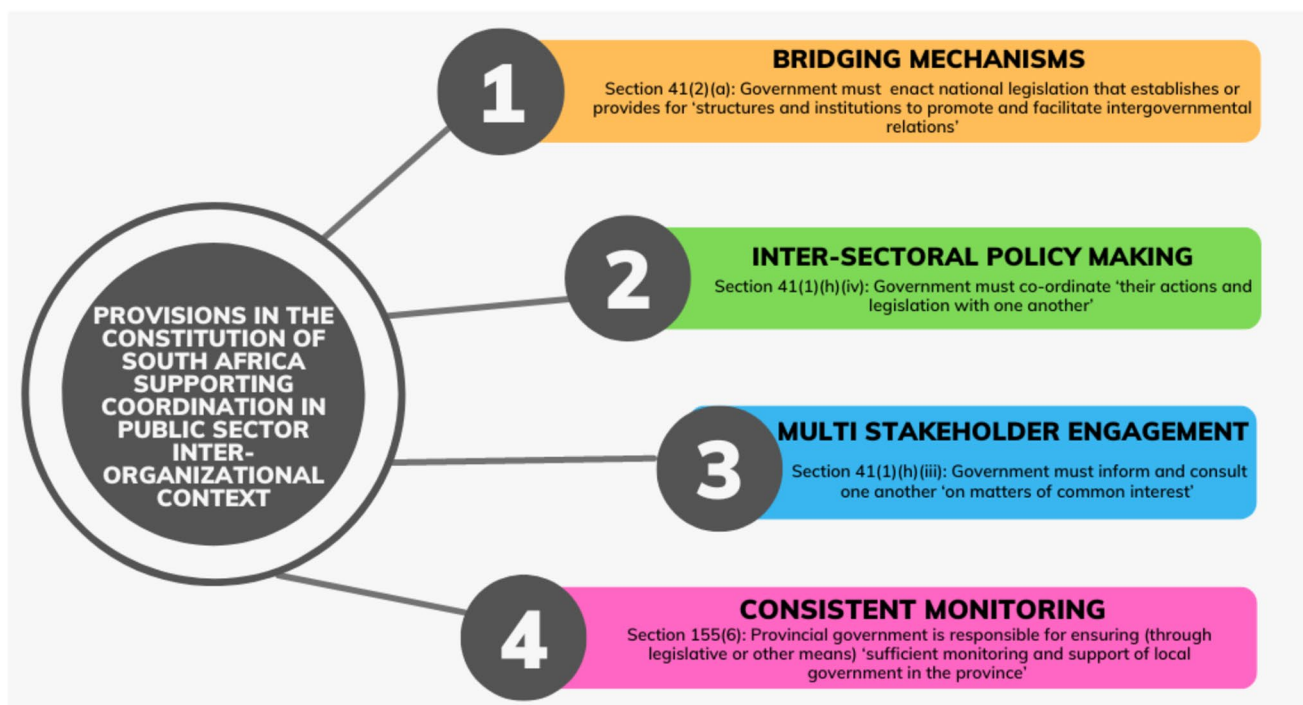 PROVISIONS IN THE
CONSTITUTION OF
SOUTH AFRICA
SUPPORTING
COORDINATION IN
PUBLIC SECTOR
INTER-
ORGANIZATIONAL
CONTEXT
1
BRIDGING MECHANISMS
Section 41(2)(a): Government must enact national legislation that establishes or
provides for ‘structures and institutions to promote and facilitate intergovernmental
relations’
2
INTER-SECTORAL POLICY MAKING
Section 41(1)(h)(iv): Government must co-ordinate ‘their actions and
legislation with one another’
3
MULTI STAKEHOLDER ENGAGEMENT
Section 41(1)(h)(iii): Government must inform and consult
one another ‘on matters of common interest’
4
CONSISTENT MONITORING
Section 155(6): Provincial government is responsible for ensuring (through
legislative or other means) ‘sufficient monitoring and support of local
government in the province’